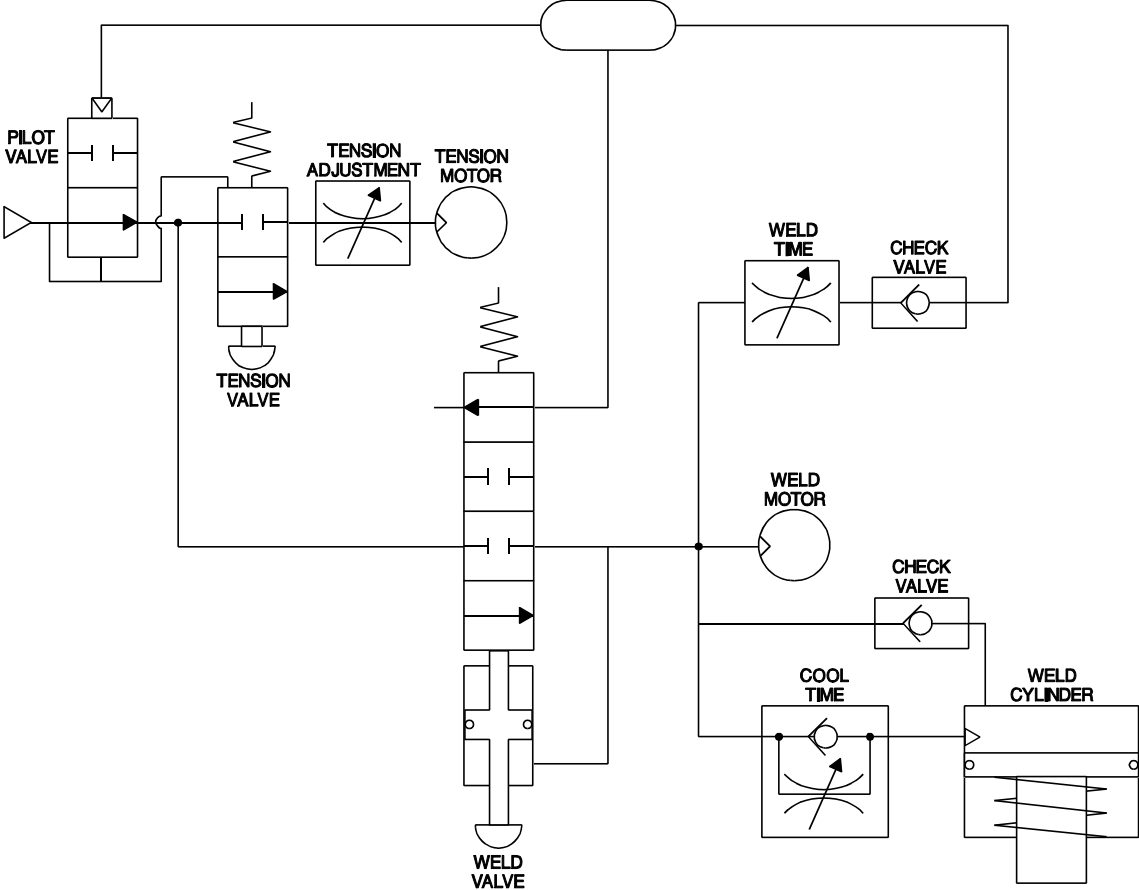 PILOT
VALVE
TENSION
ADJUSTMENT
TENSION
MOTOR
TENSION
VALVE
WELD
TIME
CHECK
VALVE
WELD
MOTOR
CHECK
VALVE
COOL
TIME
WELD
CYLINDER
WELD
VALVE